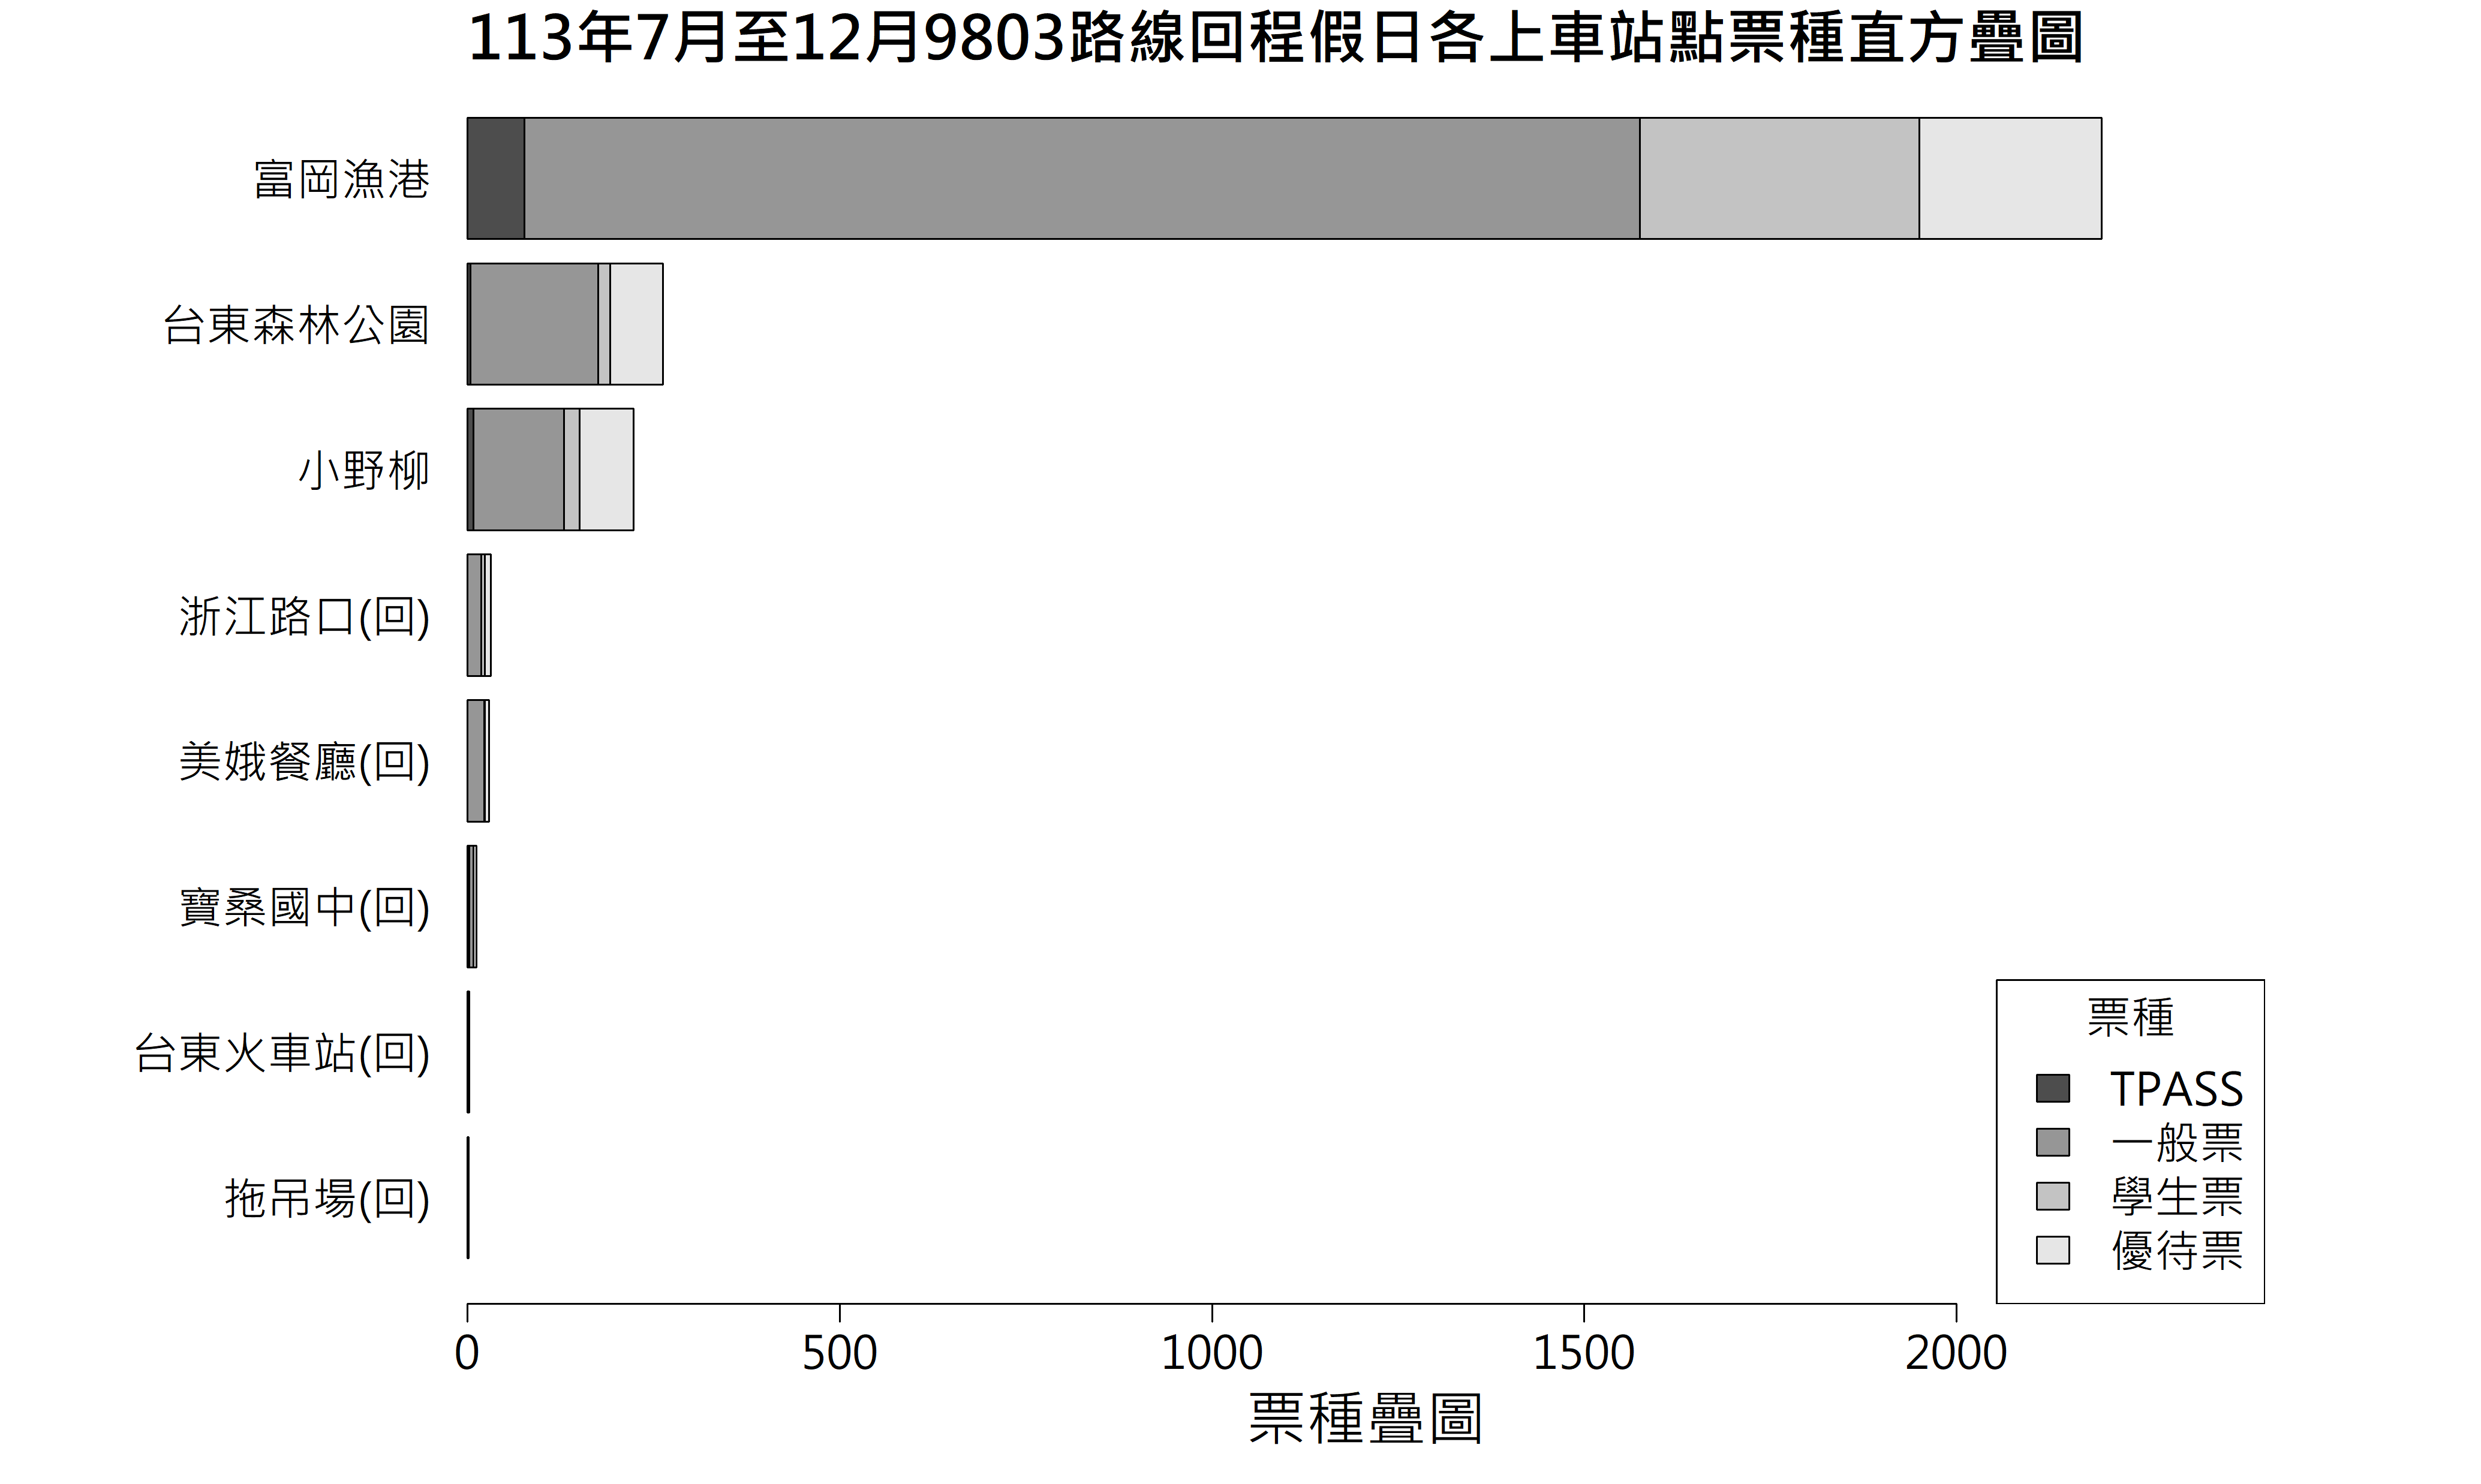 113年7月至12月9803路線回程假日各上車站點票種直方疊圖
富岡漁港
台東森林公園
小野柳
浙江路口(回)
美娥餐廳(回)
寶桑國中(回)
台東火車站(回)
拖吊場(回)
票種
TPASS
一般票
學生票
優待票
0 500 1000 1500 2000
票種疊圖